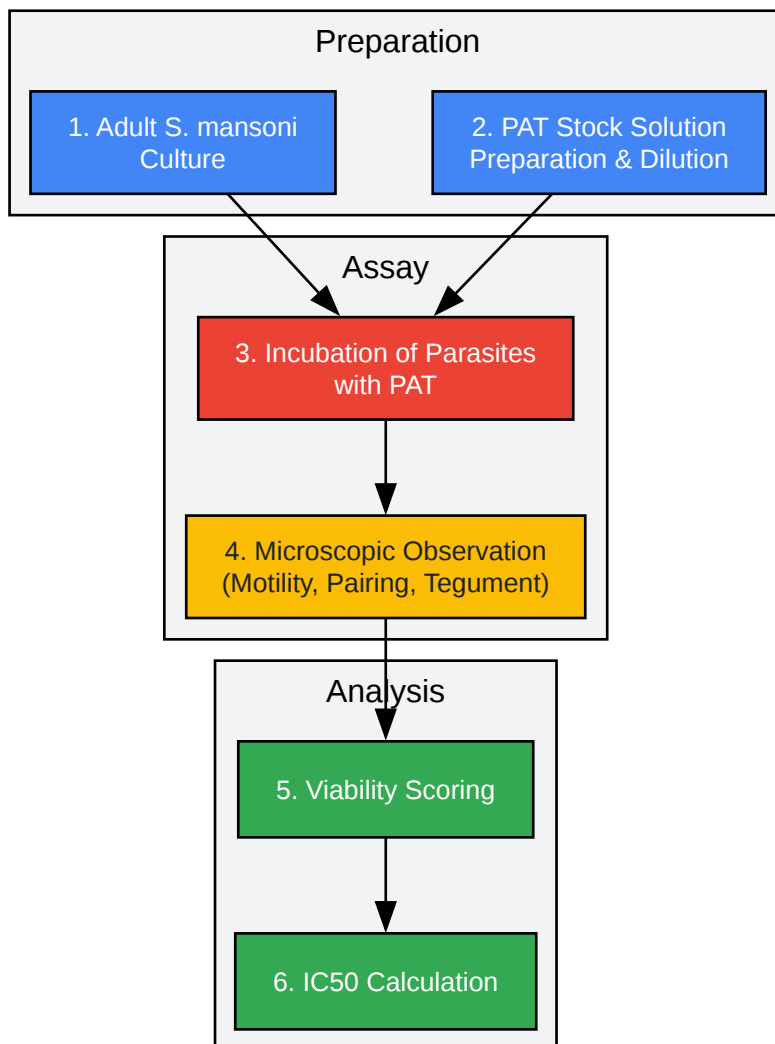 Preparation
1. Adult S. mansoni
Culture
2. PAT Stock Solution
Preparation & Dilution
Assay
3. Incubation of Parasites
with PAT
4. Microscopic Observation
(Motility, Pairing, Tegument)
Analysis
5. Viability Scoring
6. IC50 Calculation